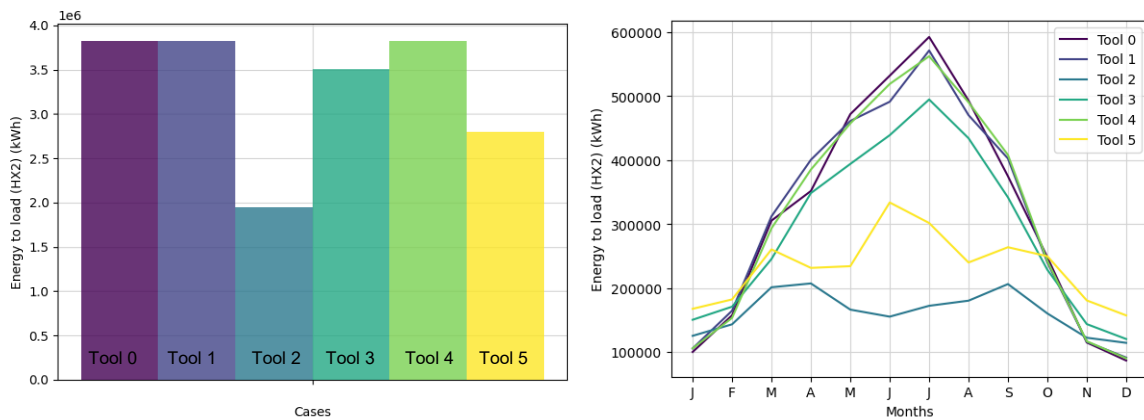 1e6
Energy to load (HX2) (kWh)
4.0
3.5
3.0
2.5
2.0
1.5
1.0
0.5
0.0
Tool 0 Tool 1 Tool 2 Tool 3 Tool 4 Tool 5
Cases
Energy to load (HX2) (kWh)
600000
500000
400000
300000
200000
100000
Tool 0
Tool 1
Tool 2
Tool 3
Tool 4
Tool 5
J F M A M J J A S O N D
Months